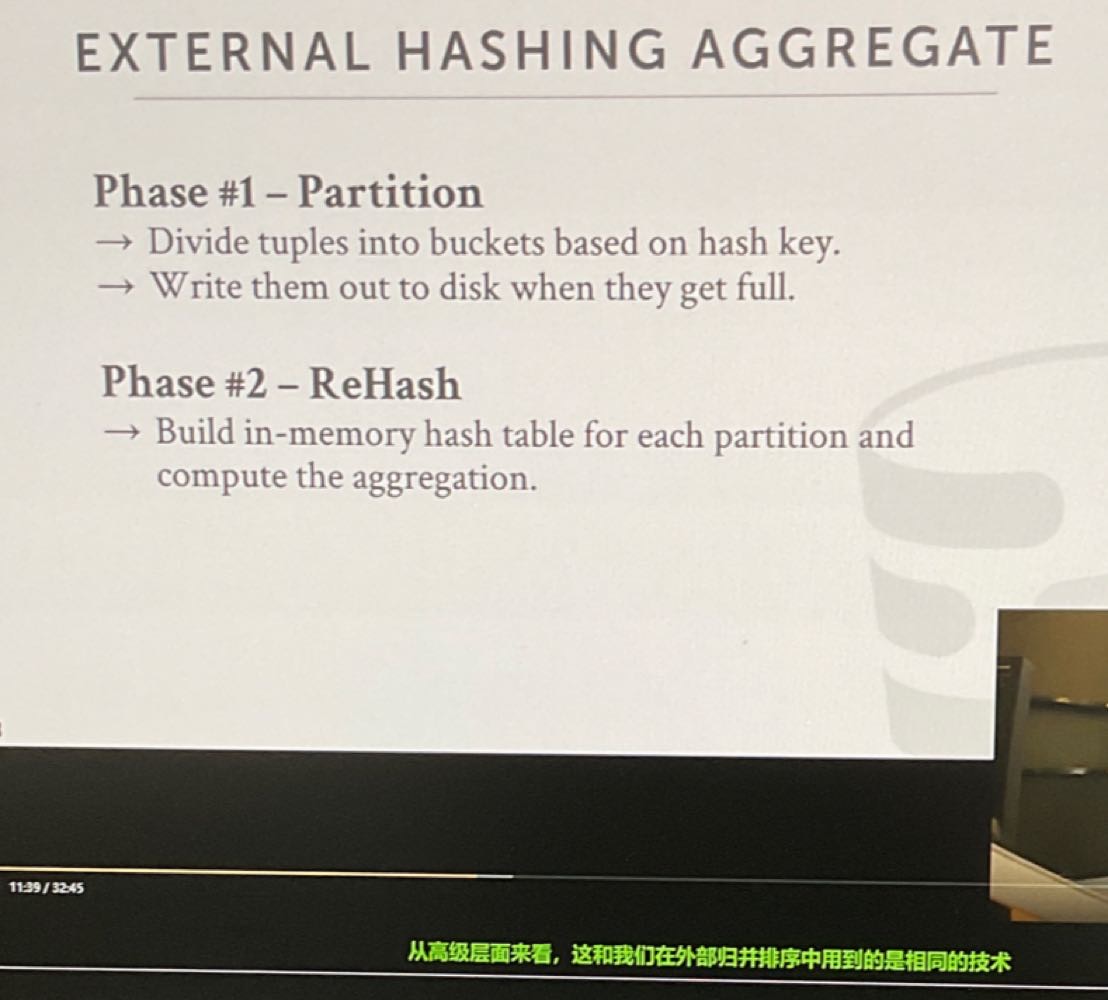 EXTERNAL HASHING AGGREGATE
Phase #1 – Partition
→ Divide tuples into buckets based on hash key.
→ Write them out to disk when they get full.
Phase #2 – ReHash
→ Build in-memory hash table for each partition and
compute the aggregation.
11:39 / 32:45
从高级层面来看，这和我们在外部归并排序中用到的是相同的技术